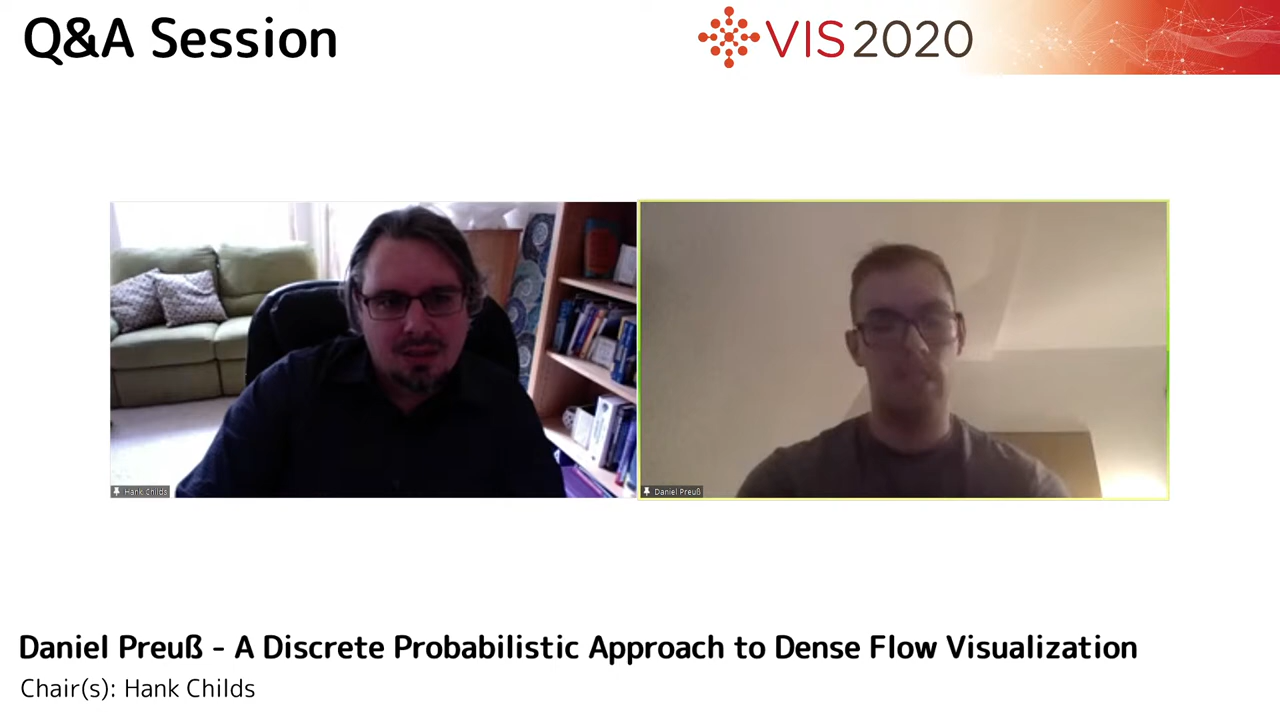 Q&A Session
VIS2020
Hank Childs
Daniel Preuß
Daniel Preuß - A Discrete Probabilistic Approach to Dense Flow Visualization
Chair(s): Hank Childs